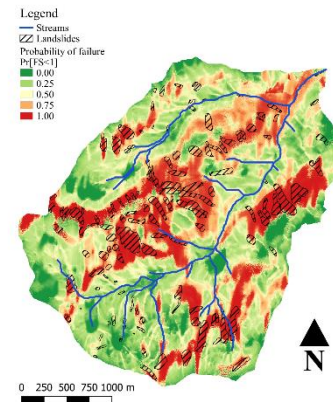 Legend
Streams
Landslides
Probability of failure
Pr[FS<1]
0.00
0.25
0.50
0.75
1.00
N
0 250 500 750 1000 m